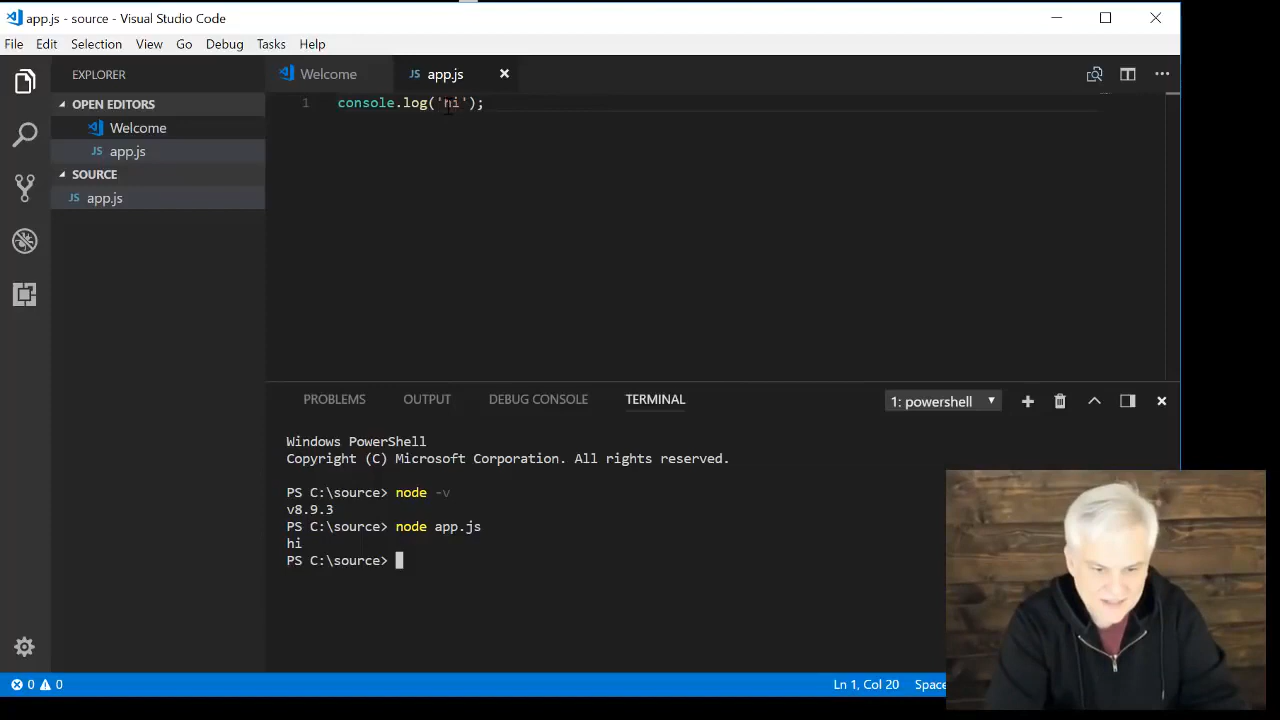 app.js - source - Visual Studio Code
File Edit Selection View Go Debug Tasks Help
EXPLORER
Welcome
JS app.js
OPEN EDITORS
Welcome
JS app.js
SOURCE
JS app.js
1 console.log('hi');
PROBLEMS OUTPUT DEBUG CONSOLE TERMINAL
1: powershell
Windows PowerShell
Copyright (C) Microsoft Corporation. All rights reserved.
PS C:\source> node -v
v8.9.3
PS C:\source> node app.js
hi
PS C:\source>
0 0
Ln 1, Col 20 Space